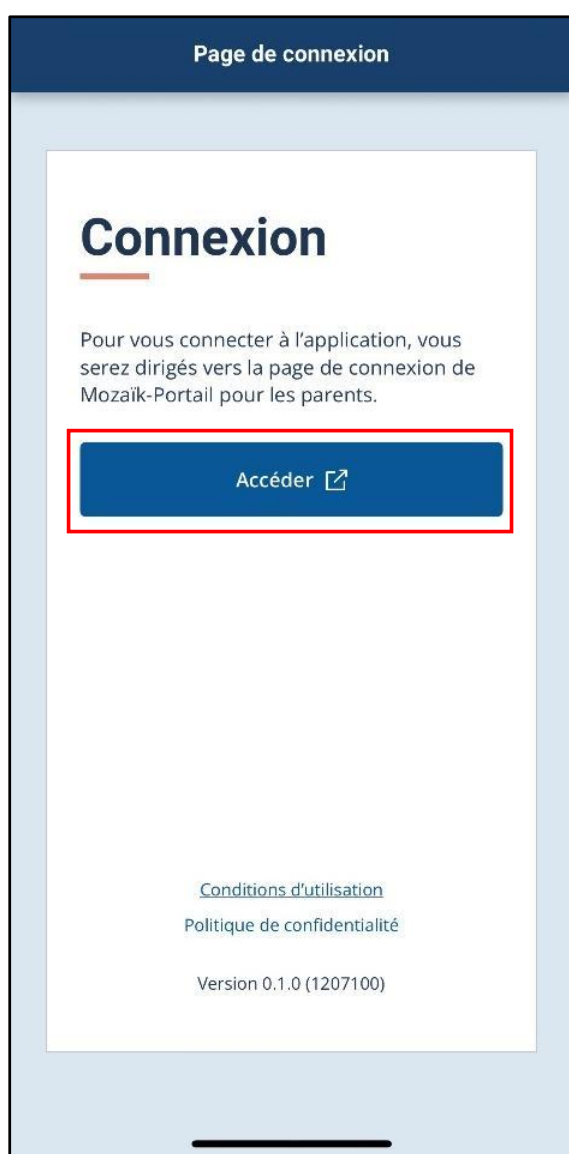 Page de connexion
Connexion
Pour vous connecter à l'application, vous
serez dirigés vers la page de connexion de
Mozaïk-Portail pour les parents.
Accéder
Conditions d'utilisation
Politique de confidentialité
Version 0.1.0 (1207100)